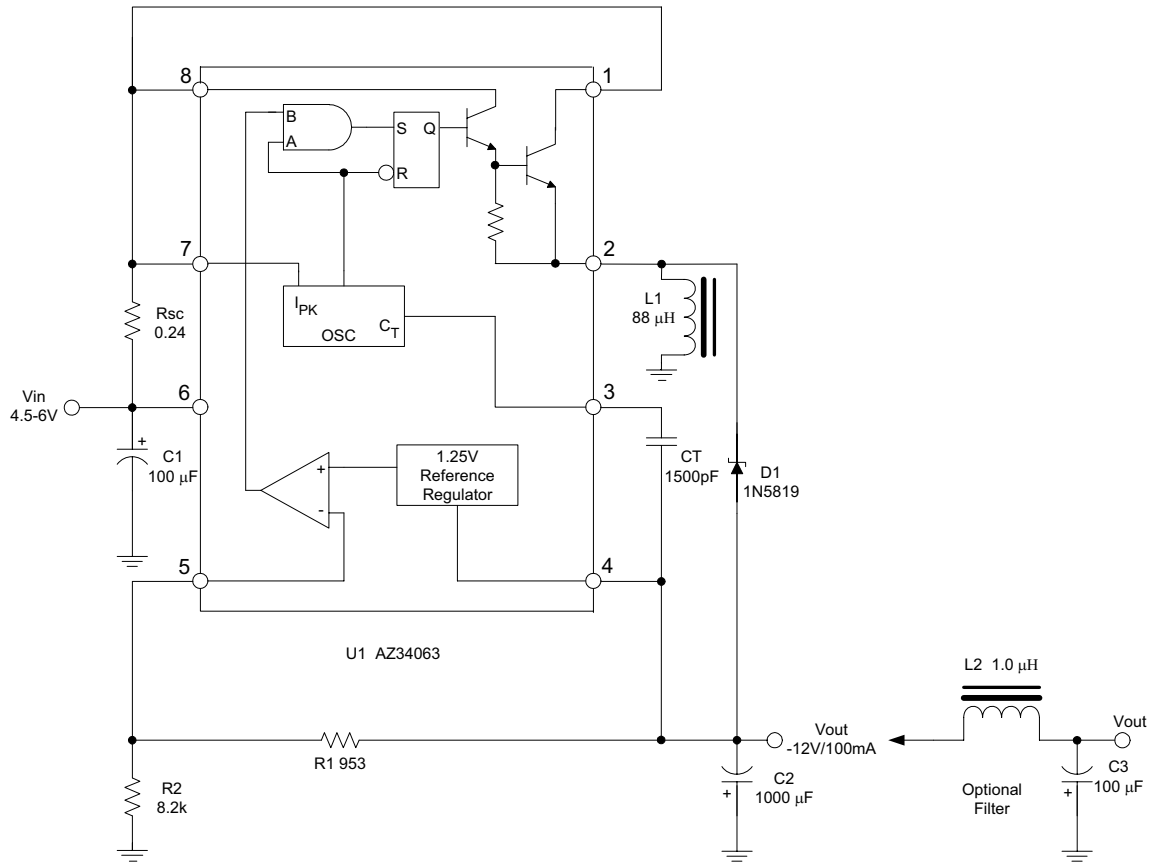 8
1
B
A
S
Q
R
7
2
Rsc
0.24
I_PK
OSC
C_T
L1
88 μH
Vin
4.5-6V
6
3
+
C1
100 μF
CT
1500pF
1.25V
Reference
Regulator
+
-
D1
1N5819
5
4
U1 AZ34063
L2 1.0 μH
R1 953
Vout
-12V/100mA
Vout
R2
8.2k
+
C2
1000 μF
Optional
Filter
+
C3
100 μF